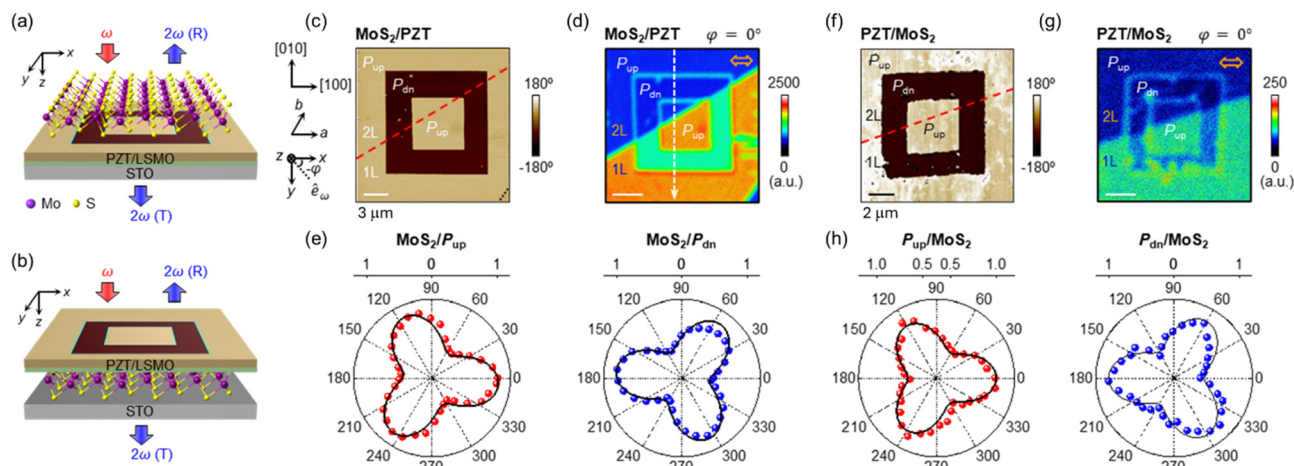 (a)
x
y
z
ω
2ω (R)
PZT/LSMO
STO
2ω (T)
Mo
S
(b)
ω
2ω (R)
x
y
z
PZT/LSMO
STO
2ω (T)
[010]
[100]
b
a
z
x
φ
y
ê ω
(c)
MoS2/PZT
Pup
Pdn
Pup
2L
1L
3 μm
180º
-180º
(d)
MoS2/PZT φ = 0°
Pup
Pdn
Pup
2L
1L
2500
0
(a.u.)
(f)
PZT/MoS2
Pup
Pdn
Pup
2L
1L
2 μm
180º
-180º
(g)
PZT/MoS2 φ = 0°
Pup
Pdn
Pup
2L
1L
250
0
(a.u.)
(e)
MoS2/Pup
1 0 1
90
120 60
150 30
180 0
210 330
240 300
270
MoS2/Pdn
1 0 1
90
120 60
150 30
180 0
210 330
240 300
270
(h)
Pup/MoS2
1.0 0.5 0.5 1.0
90
120 60
150 30
180 0
210 330
240 300
270
Pdn/MoS2
1 0 1
90
120 60
150 30
180 0
210 330
240 300
270